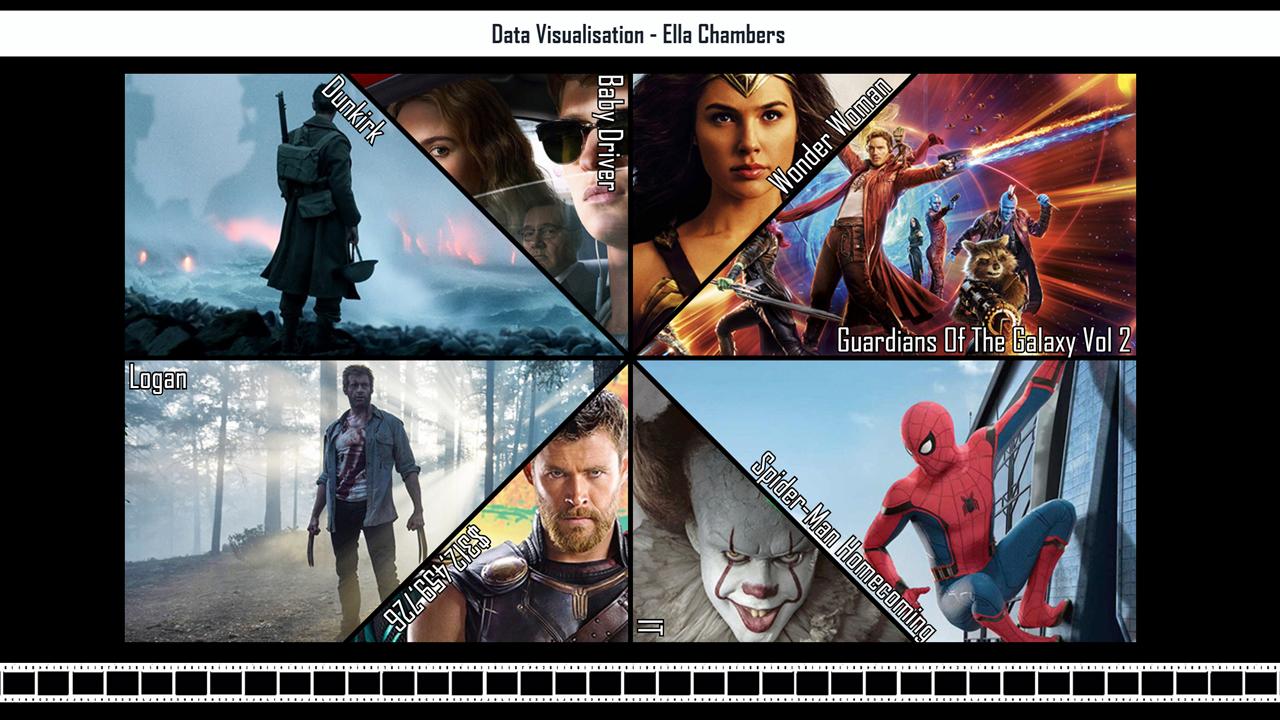 Data Visualisation - Ella Chambers
Dunkirk
Baby Driver
Wonder Woman
Guardians Of The Galaxy Vol 2
Logan
$312,459,726
IT
Spider-Man Homecoming